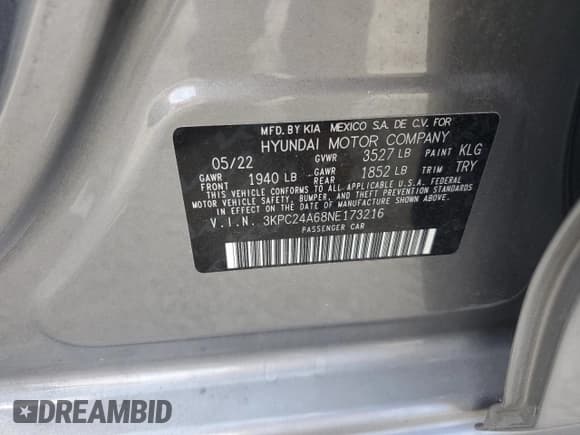 MFD. BY KIA MEXICO S.A. DE C.V. FOR
HYUNDAI MOTOR COMPANY
05/22 GVWR 3527 LB PAINT KLG
GAWR FRONT 1940 LB GAWR REAR 1852 LB TRIM TRY
THIS VEHICLE CONFORMS TO ALL APPLICABLE U.S.A. FEDERAL
MOTOR VEHICLE SAFETY, BUMPER, AND THEFT PREVENTION STANDARDS
IN EFFECT ON THE DATE OF MANUFACTURE SHOWN ABOVE.
V.I.N. 3KPC24A68NE173216
PASSENGER CAR
DREAMBID